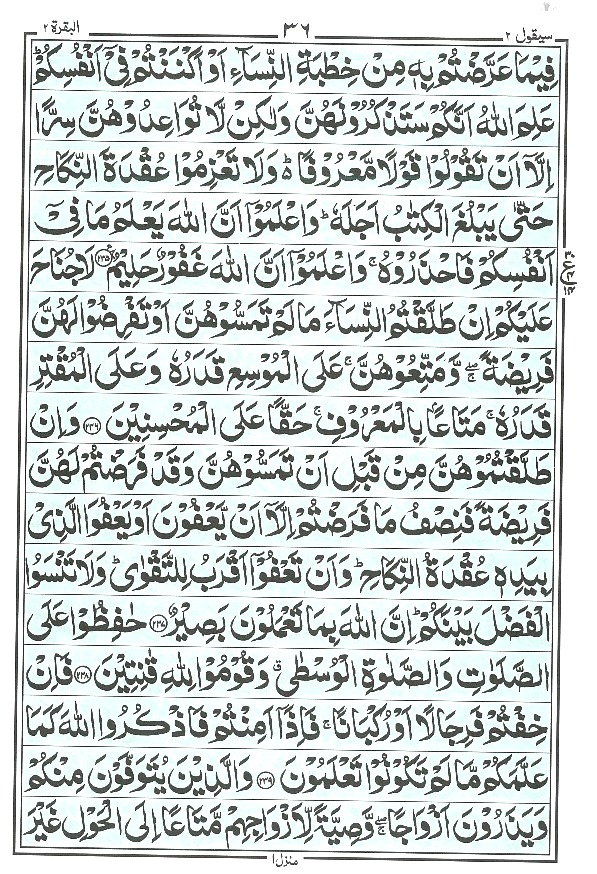 سيقول ٢ ٣٦ البقرة ٢
فِيْمَا عَرَّضْتُمْ بِهٖ مِنْ خِطْبَةِ النِّسَآءِ اَوْ اَكْنَنْتُمْ فِيْۤ اَنْفُسِكُمْ ؕ
عَلِمَ اللّٰهُ اَنَّكُمْ سَتَذْكُرُوْنَهُنَّ وَلٰكِنْ لَّا تُوَاعِدُوْهُنَّ سِرًّا
اِلَّاۤ اَنْ تَقُوْلُوْا قَوْلًا مَّعْرُوْفًا ؕ۬ وَلَا تَعْزِمُوْا عُقْدَةَ النِّكَاحِ
حَتّٰى يَبْلُغَ الْكِتٰبُ اَجَلَهٗ ؕ وَاعْلَمُوْۤا اَنَّ اللّٰهَ يَعْلَمُ مَا فِيْۤ
اَنْفُسِكُمْ فَاحْذَرُوْهُ ۚ وَاعْلَمُوْۤا اَنَّ اللّٰهَ غَفُوْرٌ حَلِيْمٌ ﴿٢٣٥﴾ لَا جُنَاحَ
عَلَيْكُمْ اِنْ طَلَّقْتُمُ النِّسَآءَ مَا لَمْ تَمَسُّوْهُنَّ اَوْ تَفْرِضُوْا لَهُنَّ
فَرِيْضَةً ۖۚ وَّمَتِّعُوْهُنَّ ۚ عَلَى الْمُوْسِعِ قَدَرُهٗ وَعَلَى الْمُقْتِرِ
قَدَرُهٗ ۚ مَتَاعًۢا بِالْمَعْرُوْفِ ۚ حَقًّا عَلَى الْمُحْسِنِيْنَ ﴿٢٣٦﴾ وَاِنْ
طَلَّقْتُمُوْهُنَّ مِنْ قَبْلِ اَنْ تَمَسُّوْهُنَّ وَقَدْ فَرَضْتُمْ لَهُنَّ
فَرِيْضَةً فَنِصْفُ مَا فَرَضْتُمْ اِلَّاۤ اَنْ يَّعْفُوْنَ اَوْ يَعْفُوَا الَّذِيْ
بِيَدِهٖ عُقْدَةُ النِّكَاحِ ؕ وَاَنْ تَعْفُوْۤا اَقْرَبُ لِلتَّقْوٰى ؕ وَلَا تَنْسَوُا
الْفَضْلَ بَيْنَكُمْ ؕ اِنَّ اللّٰهَ بِمَا تَعْمَلُوْنَ بَصِيْرٌ ﴿٢٣٧﴾ حٰفِظُوْا عَلَى
الصَّلَوٰتِ وَالصَّلٰوةِ الْوُسْطٰى ۗ وَقُوْمُوْا لِلّٰهِ قٰنِتِيْنَ ﴿٢٣٨﴾ فَاِنْ
خِفْتُمْ فَرِجَالًا اَوْ رُكْبَانًا ۚ فَاِذَاۤ اَمِنْتُمْ فَاذْكُرُوا اللّٰهَ كَمَا
عَلَّمَكُمْ مَّا لَمْ تَكُوْنُوْا تَعْلَمُوْنَ ﴿٢٣٩﴾ وَالَّذِيْنَ يُتَوَفَّوْنَ مِنْكُمْ
وَيَذَرُوْنَ اَزْوَاجًا ۖۚ وَّصِيَّةً لِّاَزْوَاجِهِمْ مَّتَاعًا اِلَى الْحَوْلِ غَيْرَ
منزل ١